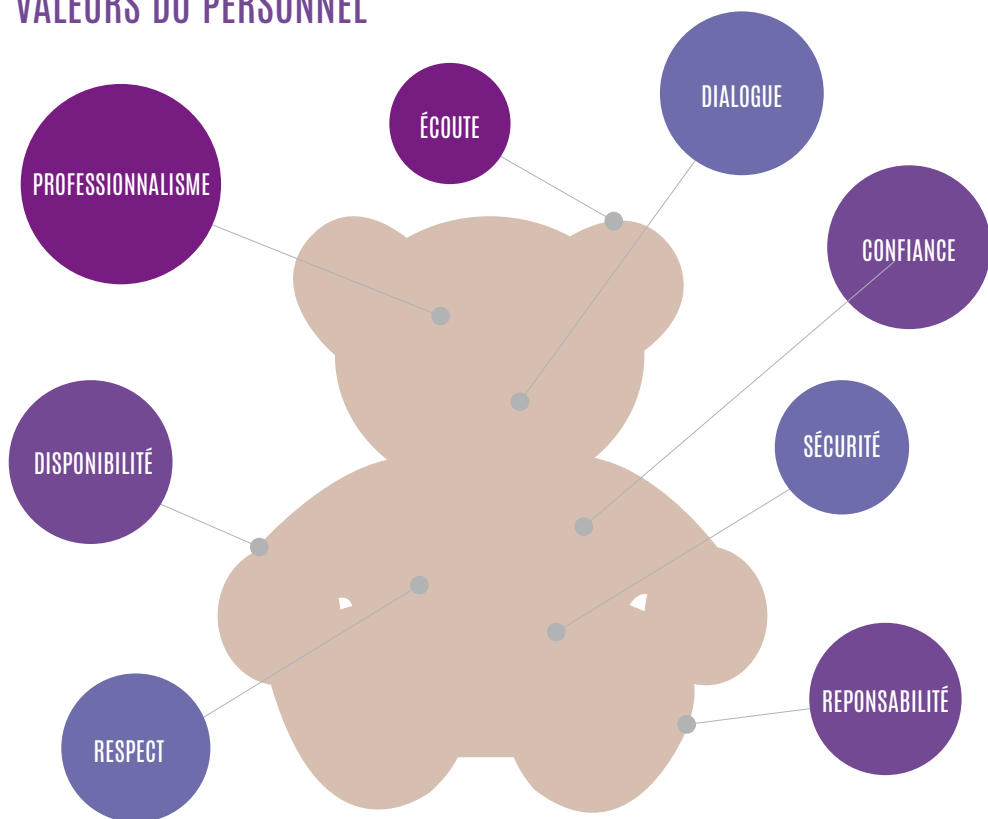 VALEURS DU PERSONNEL
ÉCOUTE
DIALOGUE
PROFESSIONNALISME
CONFIANCE
DISPONIBILITÉ
SÉCURITÉ
RESPECT
REPONSABILITÉ